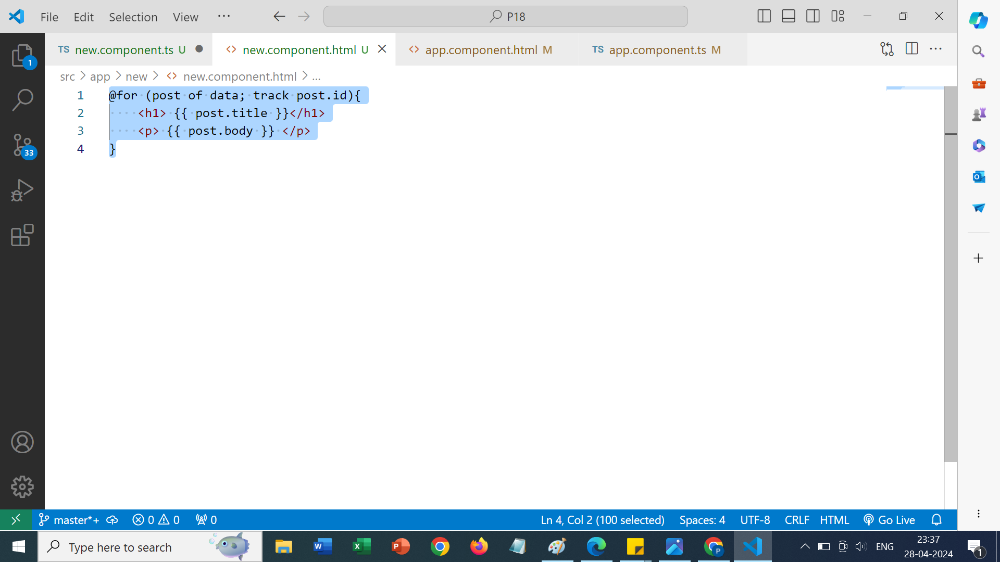 File Edit Selection View ... P18
TS new.component.ts U <> new.component.html U <> app.component.html M TS app.component.ts M
src > app > new > <> new.component.html > ...
1 @for (post of data; track post.id){
2     <h1> {{ post.title }}</h1>
3     <p> {{ post.body }} </p>
4 }
1
33
master*+ 0 0 0 Ln 4, Col 2 (100 selected) Spaces: 4 UTF-8 CRLF HTML Go Live
Type here to search ENG 23:37
28-04-2024 1